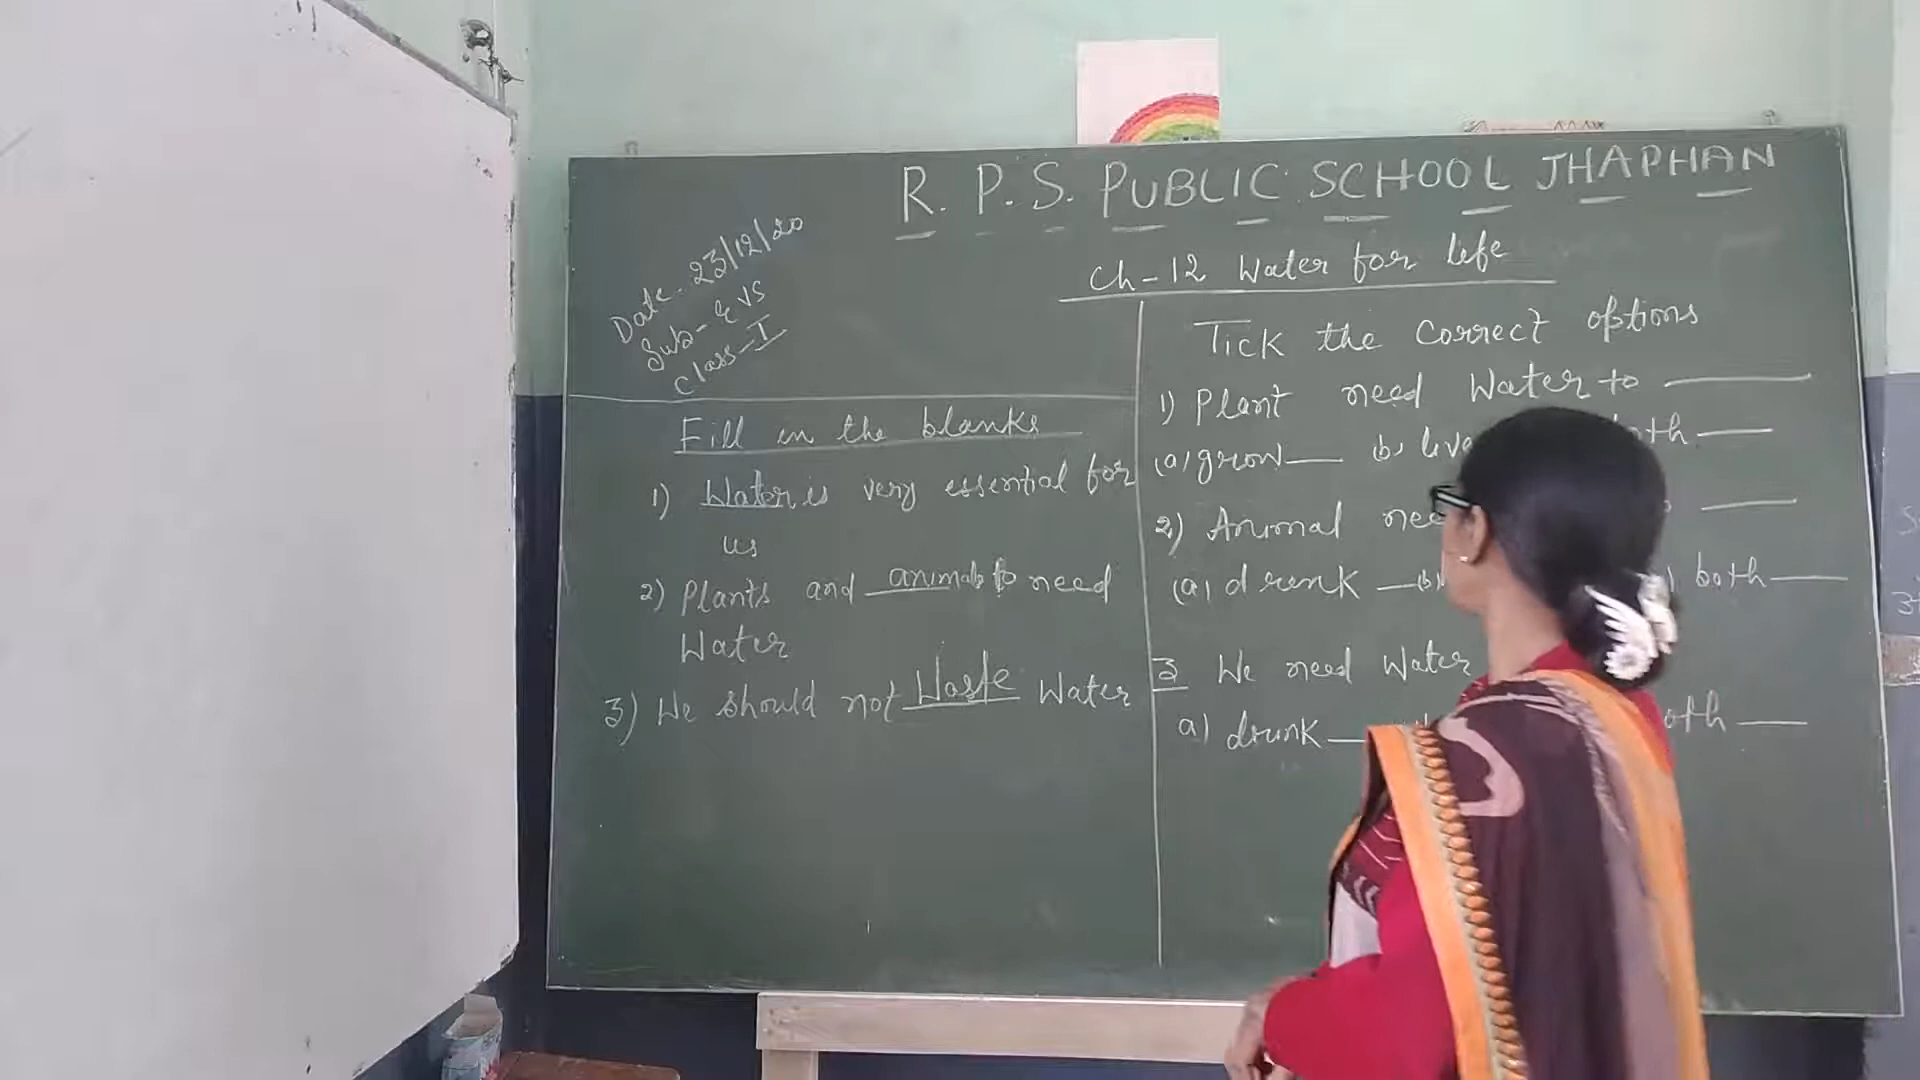 R. P. S. PUBLIC SCHOOL JHAPHAN
Date- 23/12/20
Sub- EVS
Class-I
Ch-12 Water for life
Fill in the blanks
1) Water is very essential for
us
2) Plants and animals need
Water
3) We should not Waste Water
Tick the Correct options
1) Plant need Water to
(a) grow (b) live oth
2) Animal nee
(a) drink (b) both
3 We need Water
a) drink oth